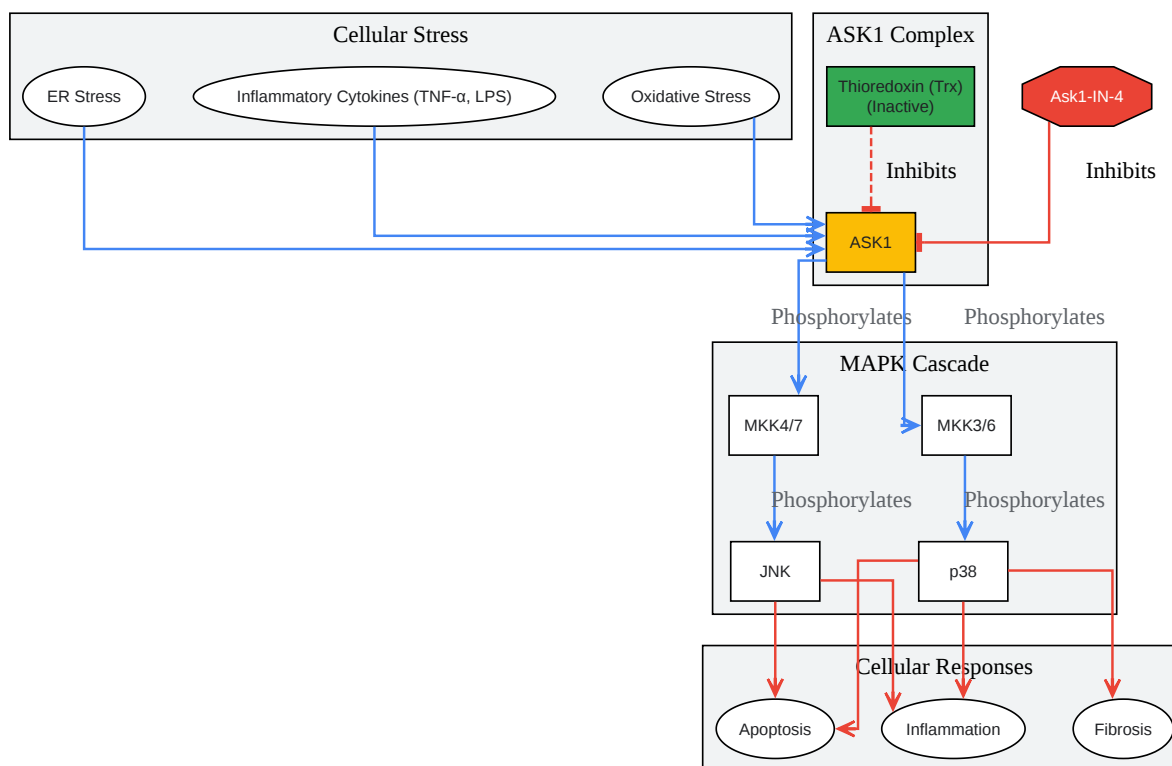 Cellular Stress
ASK1 Complex
ER Stress
Inflammatory Cytokines (TNF-α, LPS)
Oxidative Stress
Thioredoxin (Trx)
(Inactive)
Ask1-IN-4
Inhibits
Inhibits
ASK1
Phosphorylates
Phosphorylates
MAPK Cascade
MKK4/7
MKK3/6
Phosphorylates
Phosphorylates
JNK
p38
Cellular Responses
Apoptosis
Inflammation
Fibrosis